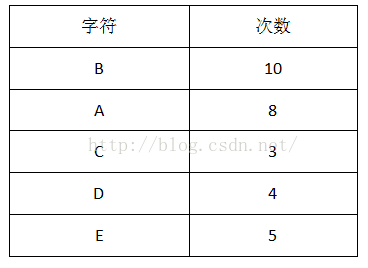 字符 次数
B 10
A 8
C 3
http://blog.csdn.net/
D 4
E 5